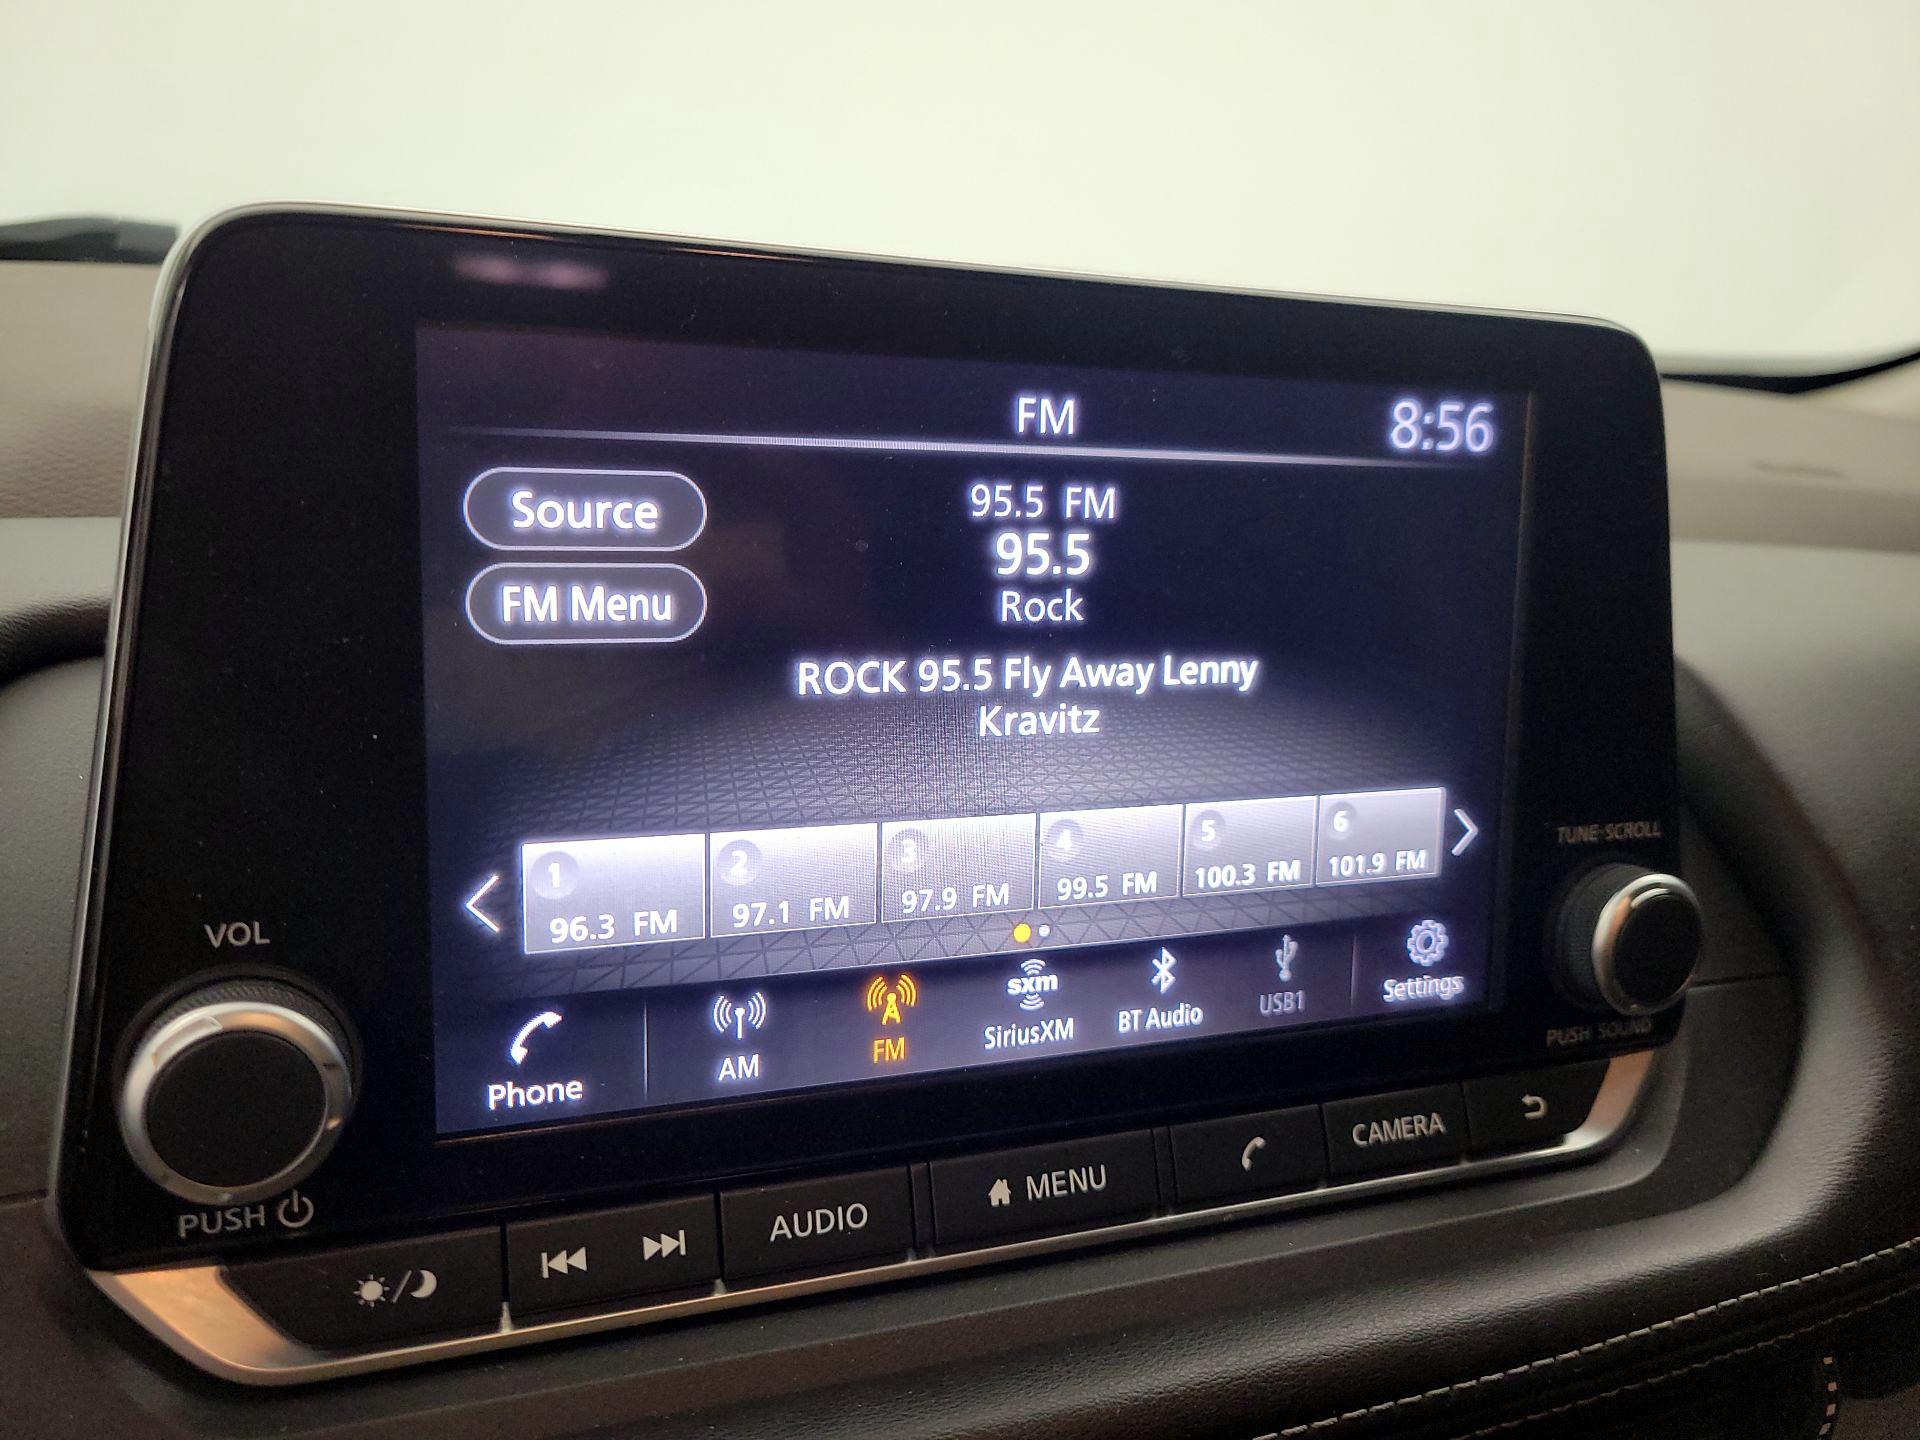 FM
8:56
Source
95.5 FM
95.5
FM Menu
Rock
ROCK 95.5 Fly Away Lenny
Kravitz
1
2
3
4
5
6
96.3 FM
97.1 FM
97.9 FM
99.5 FM
100.3 FM
101.9 FM
Phone
AM
FM
sxm
SiriusXM
BT Audio
USB1
Settings
VOL
PUSH
TUNE·SCROLL
PUSH SOUND
AUDIO
MENU
CAMERA